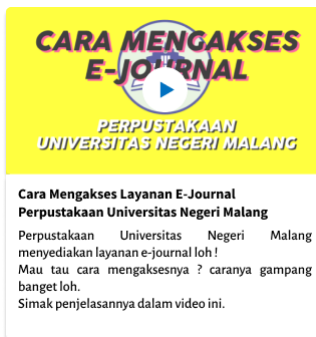 CARA MENGAKSES
E-JOURNAL
PERPUSTAKAAN
UNIVERSITAS NEGERI MALANG
Cara Mengakses Layanan E-Journal
Perpustakaan Universitas Negeri Malang
Perpustakaan Universitas Negeri Malang
menyediakan layanan e-journal loh !
Mau tau cara mengaksesnya ? caranya gampang
banget loh.
Simak penjelasannya dalam video ini.